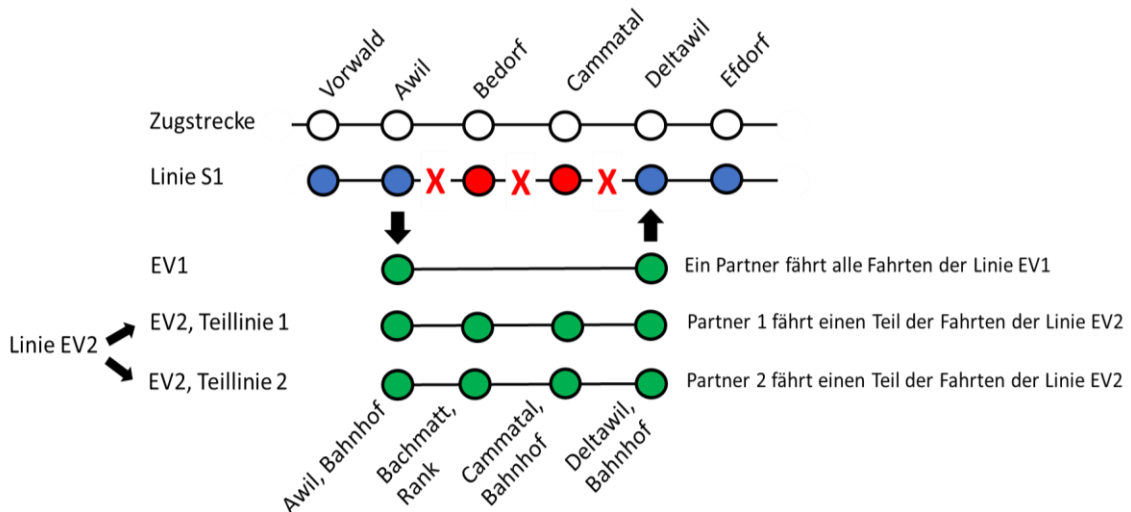 Vorwald
Awil
Bedorf
Cammatal
Deltawil
Efdorf
Zugstrecke
Linie S1
X X X
EV1
Ein Partner fährt alle Fahrten der Linie EV1
Linie EV2
EV2, Teillinie 1
Partner 1 fährt einen Teil der Fahrten der Linie EV2
EV2, Teillinie 2
Partner 2 fährt einen Teil der Fahrten der Linie EV2
Awil, Bahnhof
Bachmatt,
Rank
Cammatal,
Bahnhof
Deltawil,
Bahnhof